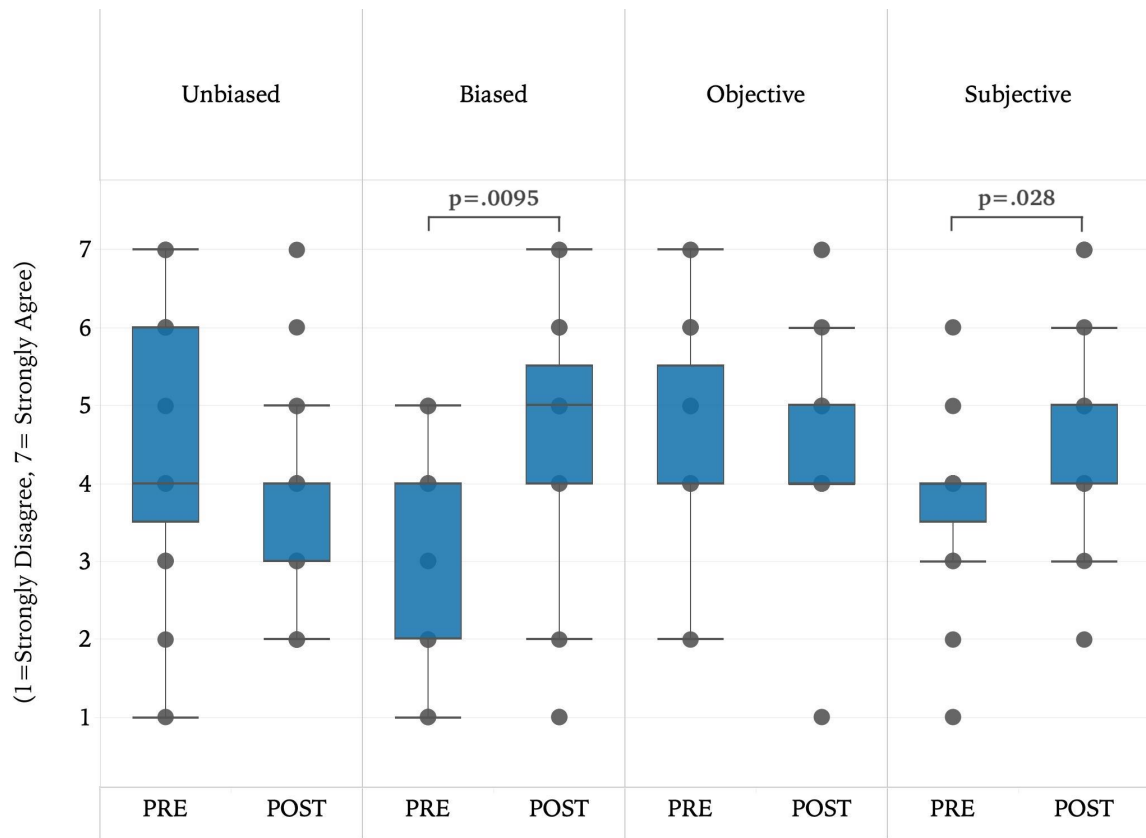 Unbiased Biased Objective Subjective
p=.0095 p=.028
(1=Strongly Disagree, 7= Strongly Agree)
7
6
5
4
3
2
1
PRE POST PRE POST PRE POST PRE POST